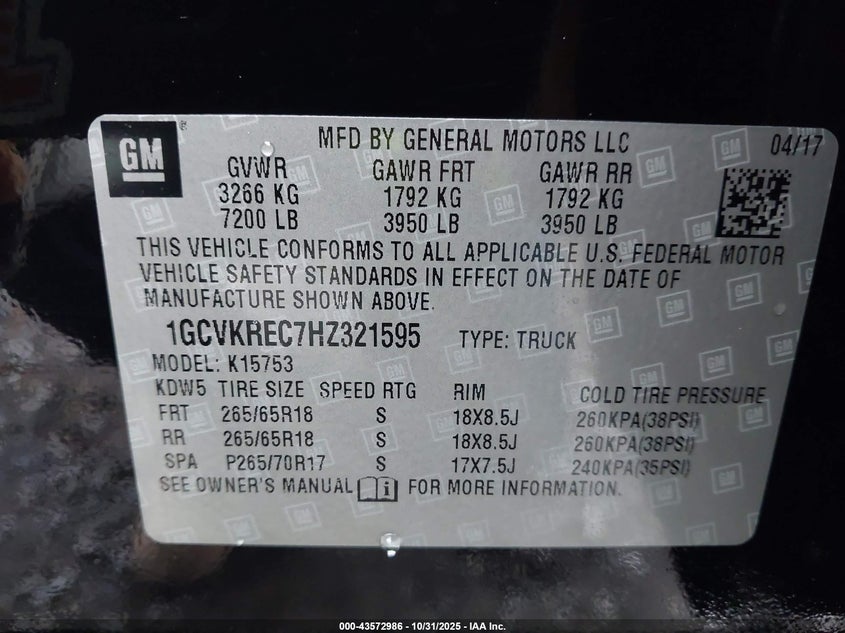 GM
MFD BY GENERAL MOTORS LLC 04/17
GVWR GAWR FRT GAWR RR
3266 KG 1792 KG 1792 KG
7200 LB 3950 LB 3950 LB
THIS VEHICLE CONFORMS TO ALL APPLICABLE U.S. FEDERAL MOTOR
VEHICLE SAFETY STANDARDS IN EFFECT ON THE DATE OF
MANUFACTURE SHOWN ABOVE.
1GCVKREC7HZ321595 TYPE: TRUCK
MODEL: K15753
KDW5 TIRE SIZE SPEED RTG RIM COLD TIRE PRESSURE
FRT 265/65R18 S 18X8.5J 260KPA(38PSI)
RR 265/65R18 S 18X8.5J 260KPA(38PSI)
SPA P265/70R17 S 17X7.5J 240KPA(35PSI)
SEE OWNER'S MANUAL i FOR MORE INFORMATION.
000-43572986 - 10/31/2025 - IAA Inc.